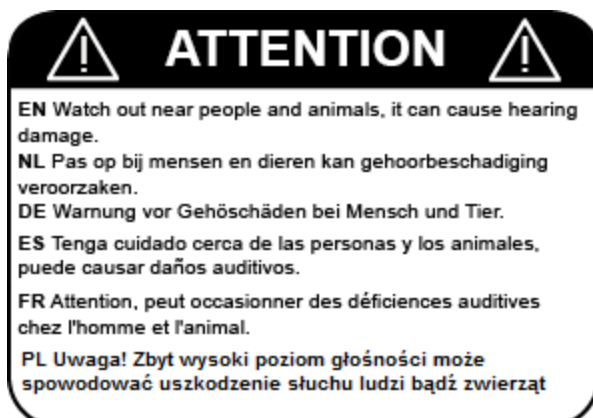 ATTENTION
EN Watch out near people and animals, it can cause hearing
damage.
NL Pas op bij mensen en dieren kan gehoorbeschadiging
veroorzaken.
DE Warnung vor Gehöschäden bei Mensch und Tier.
ES Tenga cuidado cerca de las personas y los animales,
puede causar daños auditivos.
FR Attention, peut occasionner des déficiences auditives
chez l'homme et l'animal.
PL Uwaga! Zbyt wysoki poziom głośności może
spowodować uszkodzenie słuchu ludzi bądź zwierząt